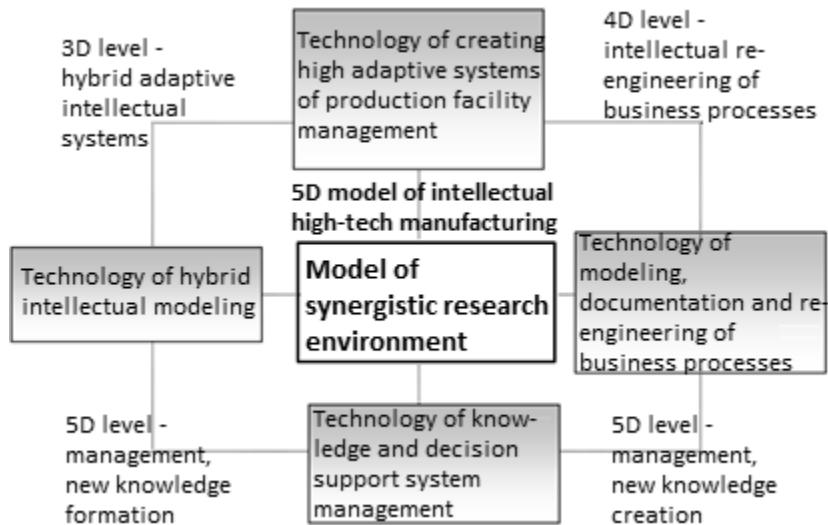 3D level -
hybrid adaptive
intellectual
systems
Technology of creating
high adaptive systems
of production facility
management
4D level -
intellectual re-
engineering of
business processes
5D model of intellectual
high-tech manufacturing
Technology of hybrid
intellectual modeling
Model of
synergistic research
environment
Technology of
modeling,
documentation and re-
engineering of
business processes
5D level -
management,
new knowledge
formation
Technology of know-
ledge and decision
support system
management
5D level -
management,
new knowledge
creation